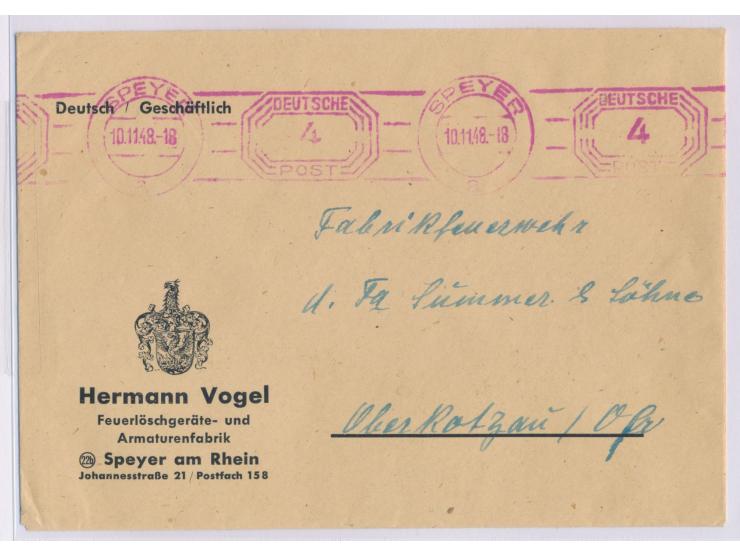 SPEYER DEUTSCHE SPEYER DEUTSCHE
Deutsch / Geschäftlich
10.11.48.-18 4 10.11.48.-18 4
a POST a POST
Fabrikfeuerwehr
d. Fa Summer & Söhne
Hermann Vogel
Feuerlöschgeräte- und
Armaturenfabrik
22b Speyer am Rhein
Johannesstraße 21 / Postfach 158
Oberkotzau / Ofr